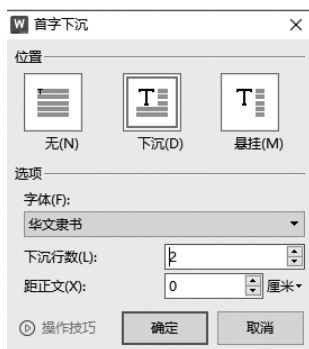 W 首字下沉
位置
无(N) 下沉(D) 悬挂(M)
选项
字体(F):
华文隶书
下沉行数(L): 2
距正文(X): 0 厘米
操作技巧 确定 取消